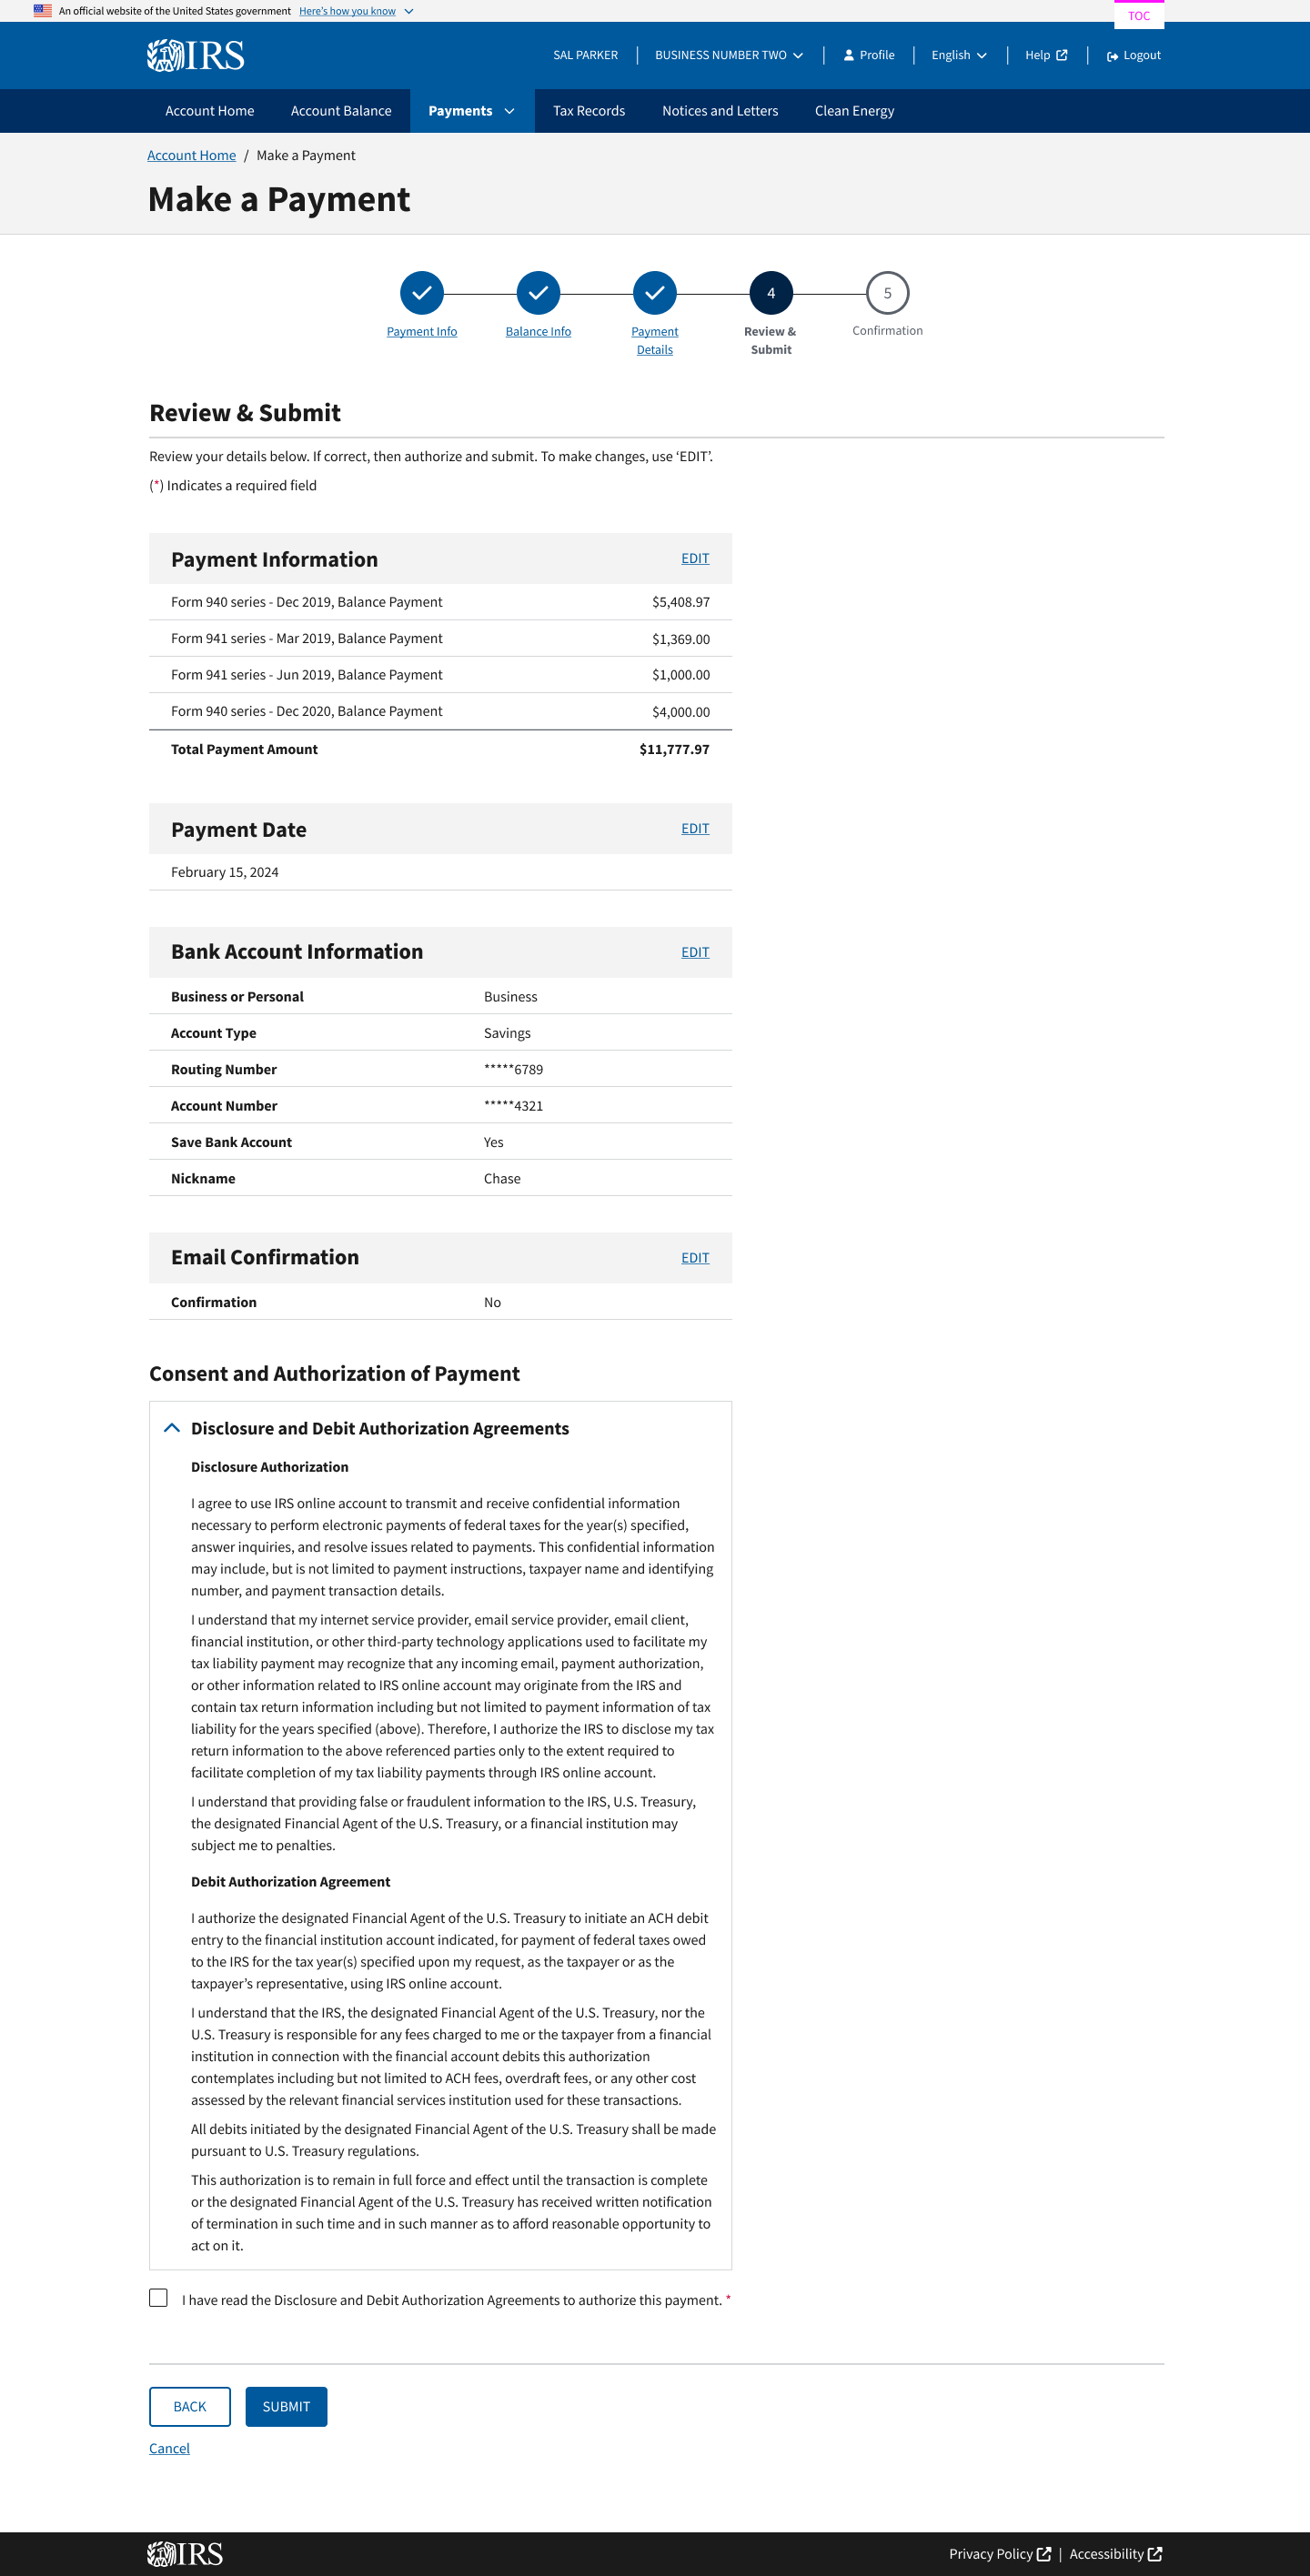 An official website of the United States government Here's how you know
TOC
IRS
SAL PARKER
BUSINESS NUMBER TWO
Profile
English
Help
Logout
Account Home
Account Balance
Payments
Tax Records
Notices and Letters
Clean Energy
Account Home / Make a Payment
Make a Payment
4
5
Payment Info
Balance Info
Payment
Details
Review &
Submit
Confirmation
Review & Submit
Review your details below. If correct, then authorize and submit. To make changes, use ‘EDIT’.
(*) Indicates a required field
Payment Information EDIT
Form 940 series - Dec 2019, Balance Payment $5,408.97
Form 941 series - Mar 2019, Balance Payment $1,369.00
Form 941 series - Jun 2019, Balance Payment $1,000.00
Form 940 series - Dec 2020, Balance Payment $4,000.00
Total Payment Amount $11,777.97
Payment Date EDIT
February 15, 2024
Bank Account Information EDIT
Business or Personal Business
Account Type Savings
Routing Number *****6789
Account Number *****4321
Save Bank Account Yes
Nickname Chase
Email Confirmation EDIT
Confirmation No
Consent and Authorization of Payment
Disclosure and Debit Authorization Agreements
Disclosure Authorization
I agree to use IRS online account to transmit and receive confidential information
necessary to perform electronic payments of federal taxes for the year(s) specified,
answer inquiries, and resolve issues related to payments. This confidential information
may include, but is not limited to payment instructions, taxpayer name and identifying
number, and payment transaction details.
I understand that my internet service provider, email service provider, email client,
financial institution, or other third-party technology applications used to facilitate my
tax liability payment may recognize that any incoming email, payment authorization,
or other information related to IRS online account may originate from the IRS and
contain tax return information including but not limited to payment information of tax
liability for the years specified (above). Therefore, I authorize the IRS to disclose my tax
return information to the above referenced parties only to the extent required to
facilitate completion of my tax liability payments through IRS online account.
I understand that providing false or fraudulent information to the IRS, U.S. Treasury,
the designated Financial Agent of the U.S. Treasury, or a financial institution may
subject me to penalties.
Debit Authorization Agreement
I authorize the designated Financial Agent of the U.S. Treasury to initiate an ACH debit
entry to the financial institution account indicated, for payment of federal taxes owed
to the IRS for the tax year(s) specified upon my request, as the taxpayer or as the
taxpayer’s representative, using IRS online account.
I understand that the IRS, the designated Financial Agent of the U.S. Treasury, nor the
U.S. Treasury is responsible for any fees charged to me or the taxpayer from a financial
institution in connection with the financial account debits this authorization
contemplates including but not limited to ACH fees, overdraft fees, or any other cost
assessed by the relevant financial services institution used for these transactions.
All debits initiated by the designated Financial Agent of the U.S. Treasury shall be made
pursuant to U.S. Treasury regulations.
This authorization is to remain in full force and effect until the transaction is complete
or the designated Financial Agent of the U.S. Treasury has received written notification
of termination in such time and in such manner as to afford reasonable opportunity to
act on it.
I have read the Disclosure and Debit Authorization Agreements to authorize this payment. *
BACK
SUBMIT
Cancel
IRS
Privacy Policy | Accessibility